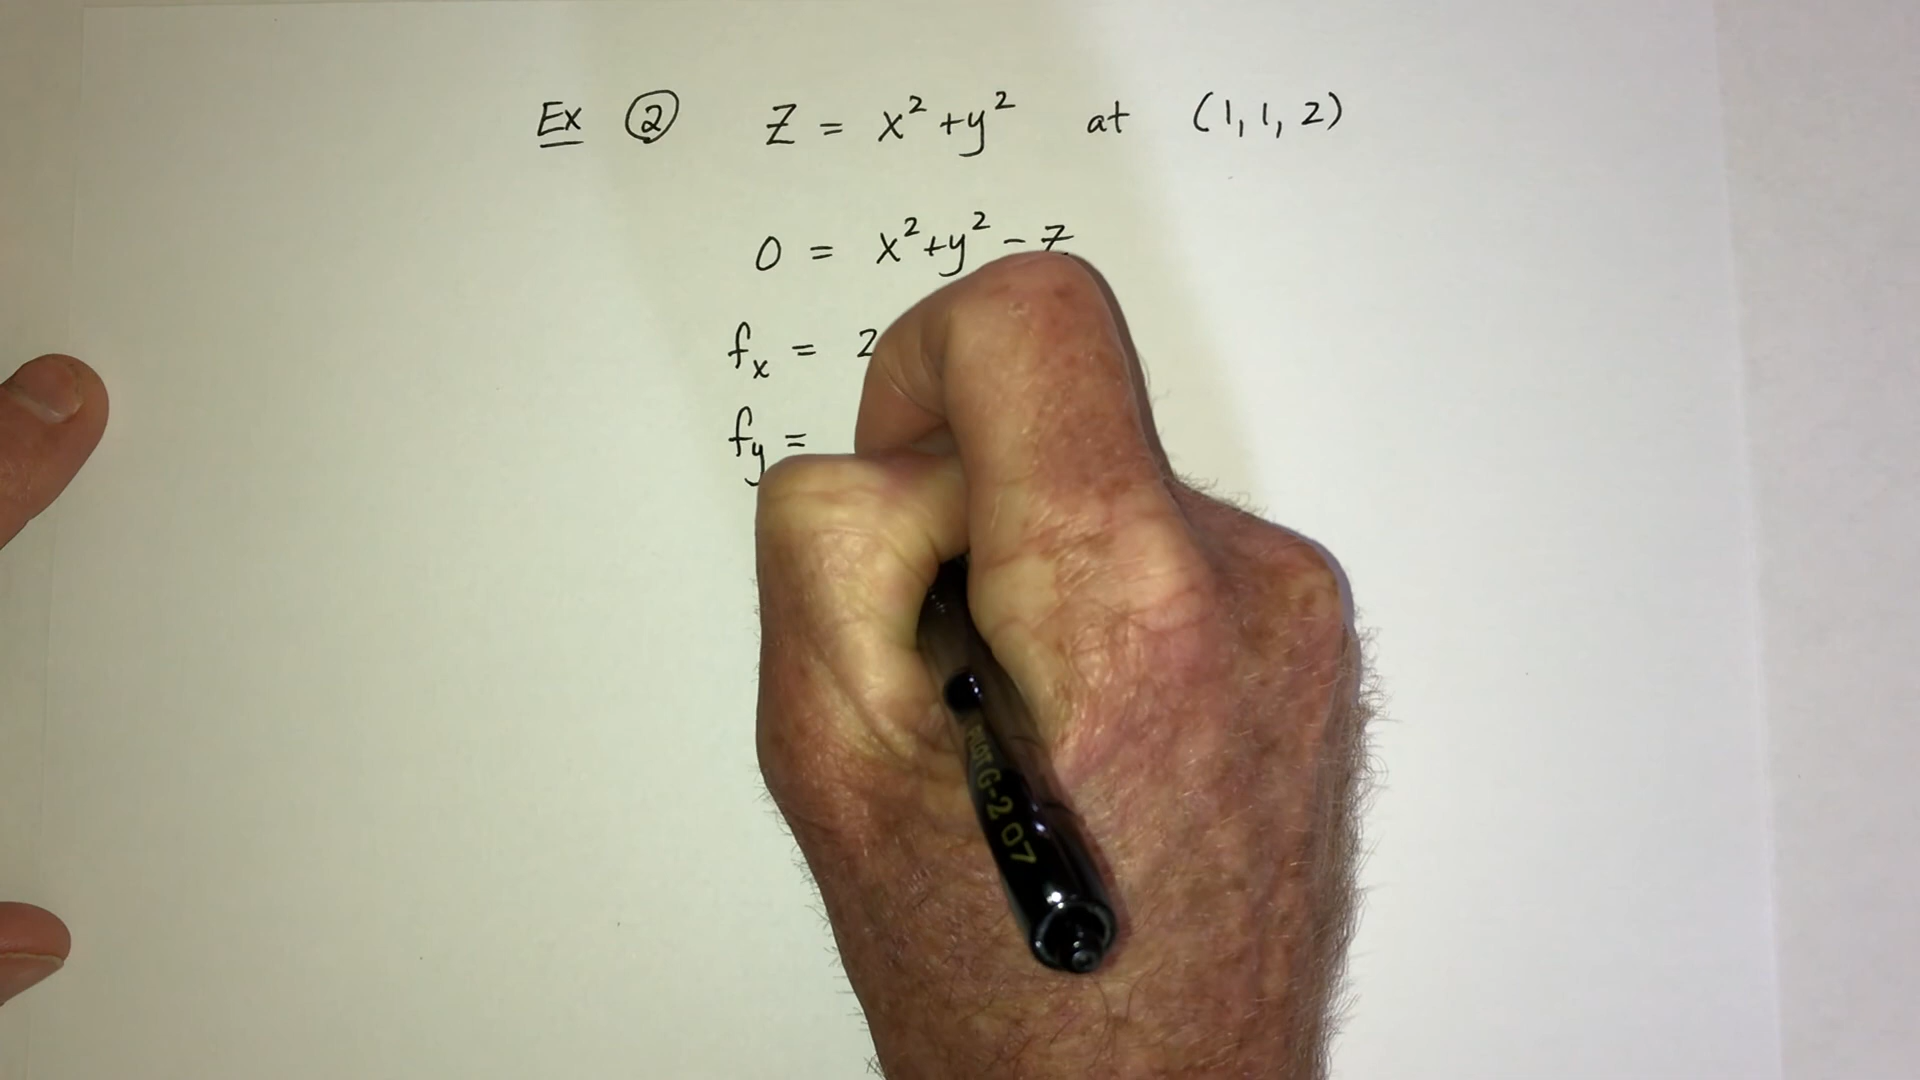 Ex ② Z = x² + y² at (1, 1, 2)
0 = x² + y² - z
fx = 2
fy =
PILOT G-2 07